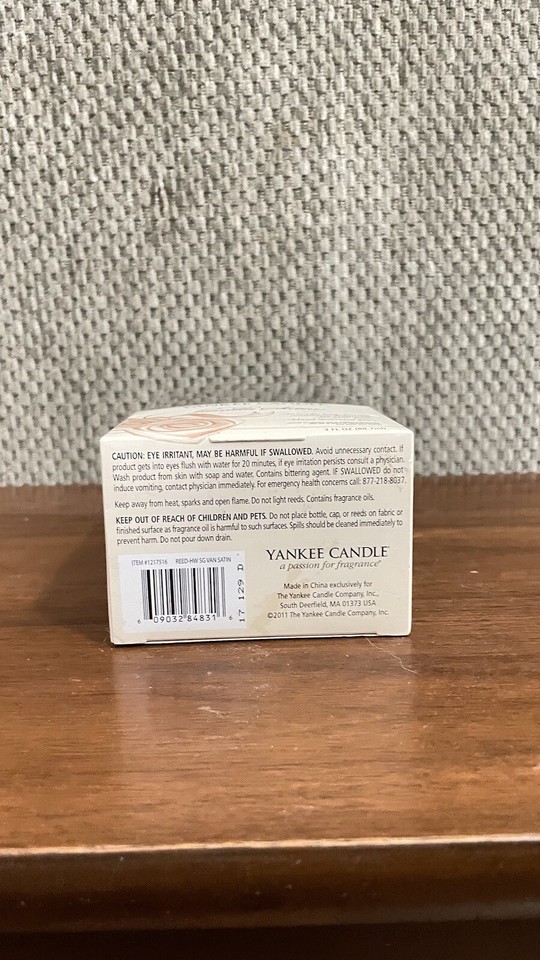 CAUTION: EYE IRRITANT, MAY BE HARMFUL IF SWALLOWED. Avoid unnecessary contact. If
product gets into eyes flush with water for 20 minutes, if eye irritation persists consult a physician.
Wash product from skin with soap and water. Contains bittering agent. IF SWALLOWED do not
induce vomiting, contact physician immediately. For emergency health concerns call: 877-218-8037.
Keep away from heat, sparks and open flame. Do not light reeds. Contains fragrance oils.
KEEP OUT OF REACH OF CHILDREN AND PETS. Do not place bottle, cap, or reeds on fabric or
finished surface as fragrance oil is harmful to such surfaces. Spills should be cleaned immediately to
prevent harm. Do not pour down drain.
ITEM #1217516 REED-HW SG VAN SATIN
6 09032 84831 6
17 129 D
YANKEE CANDLE®
a passion for fragrance®
Made in China exclusively for
The Yankee Candle Company, Inc.,
South Deerfield, MA 01373 USA
©2011 The Yankee Candle Company, Inc.